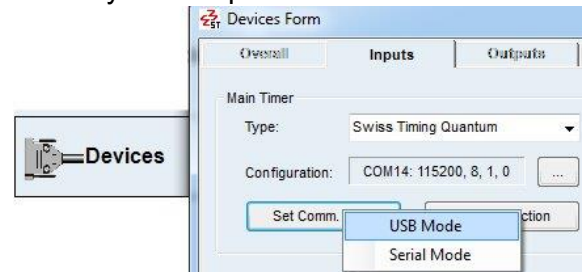 Devices Form
Overall Inputs Outputs
Main Timer
Type: Swiss Timing Quantum
Devices
Configuration: COM14: 115200, 8, 1, 0 ...
Set Comm. ction
USB Mode
Serial Mode